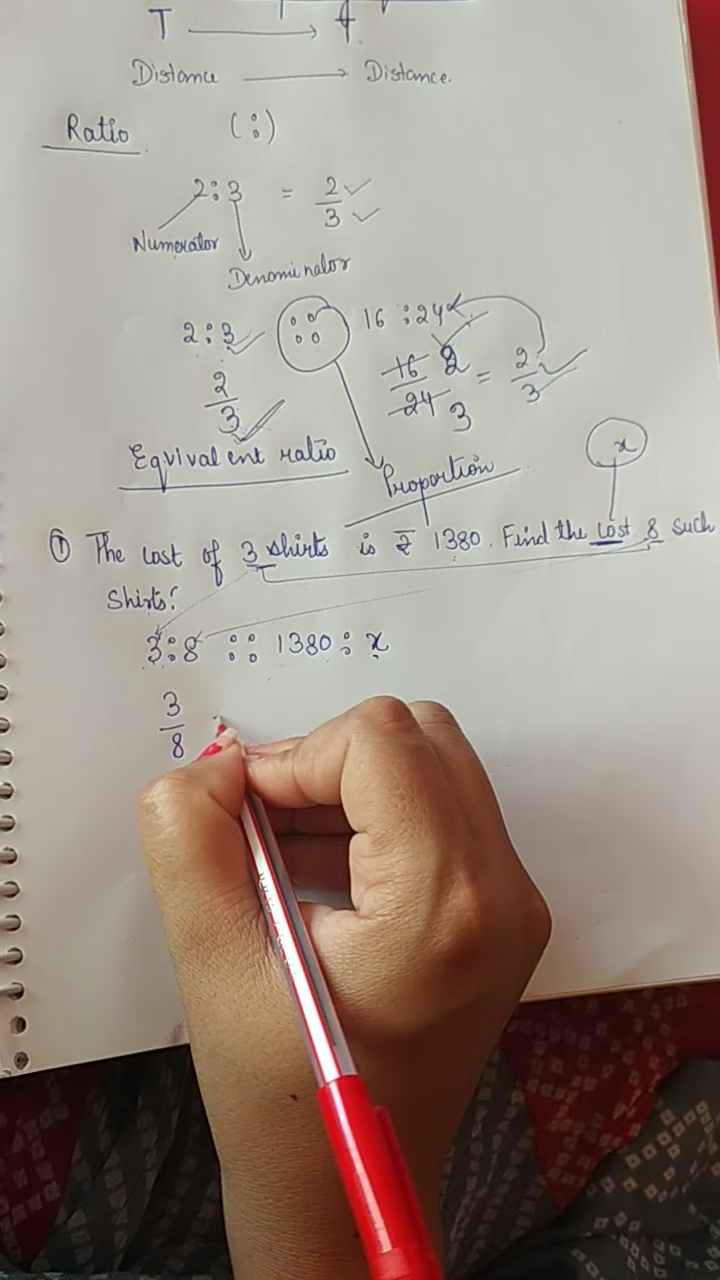 T → f.
Distance → Distance.
Ratio (:)
2:3 = 2/3
Numerator
Denominator
2:3 :: 16:24
2/3 16/24 2/3 = 2/3
Eqvivalent ratio
Proportion
x
① The cost of 3 shirts is ₹ 1380. Find the cost 8 such
Shirts?
3:8 :: 1380 : x
3/8